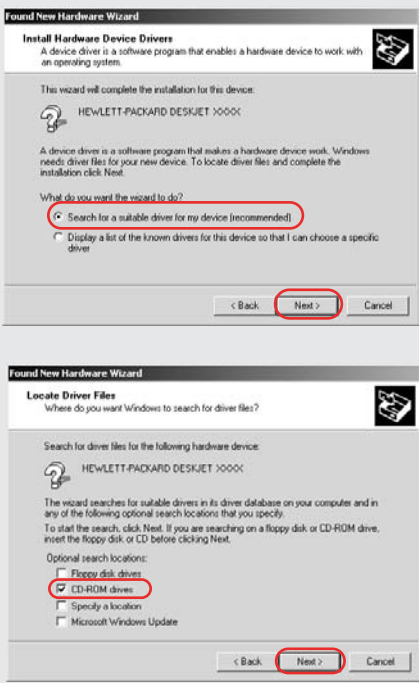 Found New Hardware Wizard
Install Hardware Device Drivers
A device driver is a software program that enables a hardware device to work with
an operating system.
This wizard will complete the installation for this device:
HEWLETT-PACKARD DESKJET XXXX
A device driver is a software program that makes a hardware device work. Windows
needs driver files for your new device. To locate driver files and complete the
installation click Next.
What do you want the wizard to do?
Search for a suitable driver for my device (recommended)
Display a list of the known drivers for this device so that I can choose a specific
driver
< Back
Next >
Cancel
Found New Hardware Wizard
Locate Driver Files
Where do you want Windows to search for driver files?
Search for driver files for the following hardware device:
HEWLETT-PACKARD DESKJET XXXX
The wizard searches for suitable drivers in its driver database on your computer and in
any of the following optional search locations that you specify.
To start the search, click Next. If you are searching on a floppy disk or CD-ROM drive,
insert the floppy disk or CD before clicking Next.
Optional search locations:
Floppy disk drives
CD-ROM drives
Specify a location
Microsoft Windows Update
< Back
Next >
Cancel